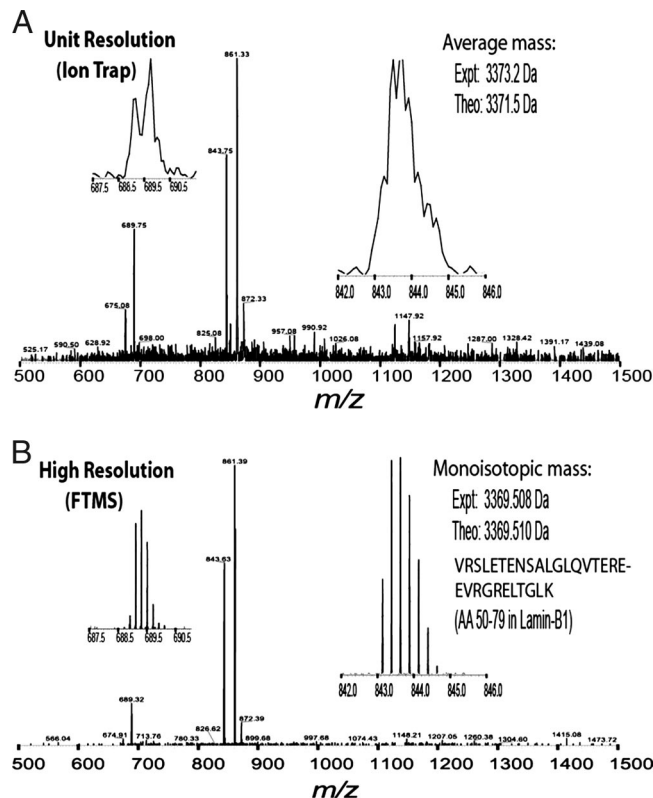 A
Unit Resolution
(Ion Trap)
Average mass:
Expt: 3373.2 Da
Theo: 3371.5 Da
861.33
843.75
689.75
675.08
872.33
525.17
590.50
628.92
698.00
825.08
957.08
990.92
1026.08
1147.92
1157.92
1287.00
1328.42
1391.17
1439.08
687.5 688.5 689.5 690.5
842.0 843.0 844.0 845.0 846.0
500 600 700 800 900 1000 1100 1200 1300 1400 1500
m/z
B
High Resolution
(FTMS)
Monoisotopic mass:
Expt: 3369.508 Da
Theo: 3369.510 Da
VRSLETENSALGLQVTERE-
EVRGRELTGLK
(AA 50-79 in Lamin-B1)
861.39
843.63
689.32
872.39
566.04
674.91
713.76
780.33
826.62
899.68
997.68
1074.43
1148.21
1207.05
1260.38
1304.60
1415.08
1473.72
687.5 688.5 689.5 690.5
842.0 843.0 844.0 845.0 846.0
500 600 700 800 900 1000 1100 1200 1300 1400 1500
m/z